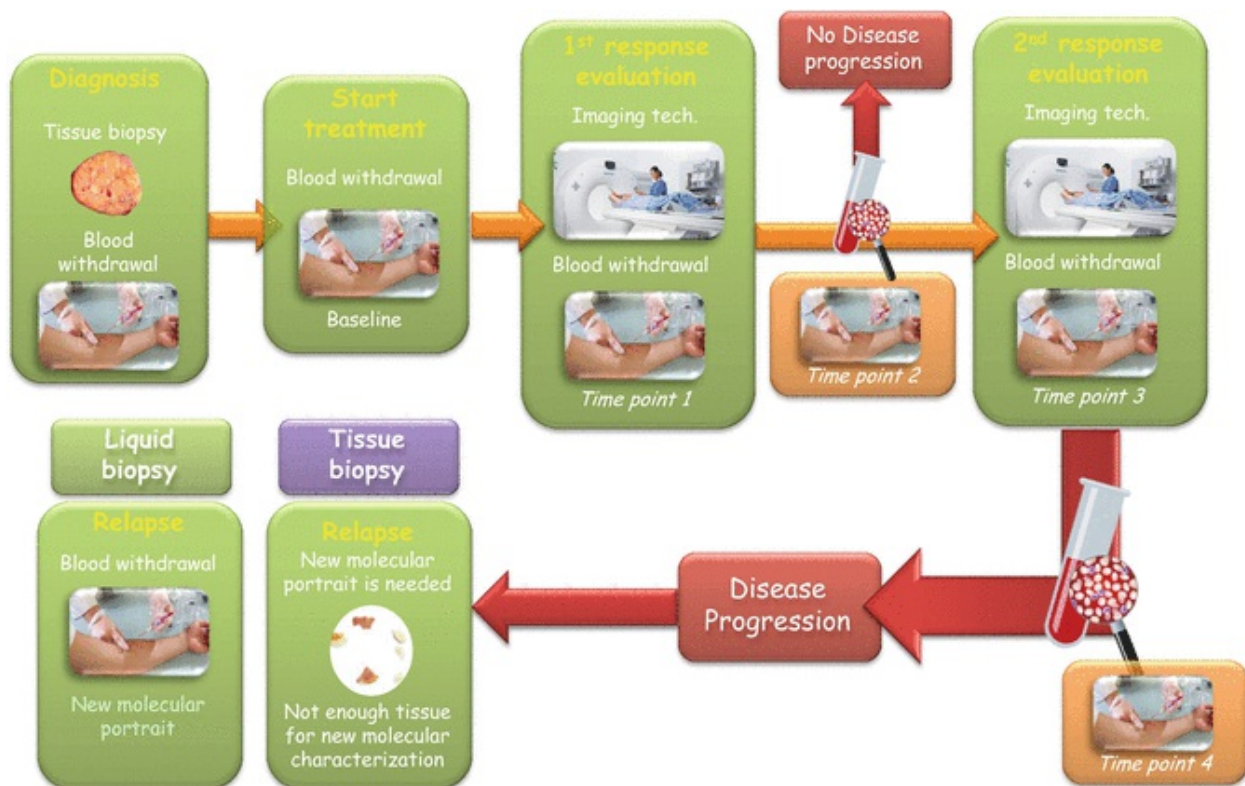 Diagnosis
Tissue biopsy
Blood
withdrawal
Start
treatment
Blood withdrawal
Baseline
1st response
evaluation
Imaging tech.
Blood withdrawal
Time point 1
No Disease
progression
Time point 2
2nd response
evaluation
Imaging tech.
Blood withdrawal
Time point 3
Liquid
biopsy
Relapse
Blood withdrawal
New molecular
portrait
Tissue
biopsy
Relapse
New molecular
portrait is needed
Not enough tissue
for new molecular
characterization
Disease
Progression
Time point 4